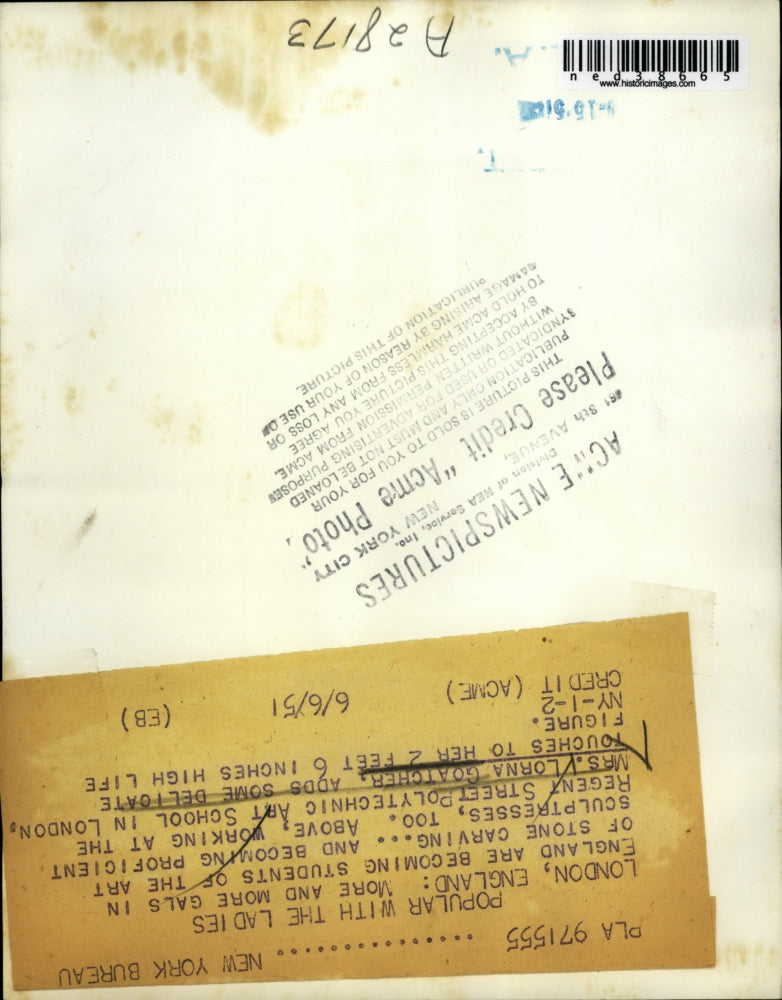 A28173
ned38665
www.historicimages.com
ACME NEWSPICTURES
Division of NEA Service, Inc.
8th AVENUE, NEW YORK CITY
Please Credit "Acme Photo,"
THIS PICTURE IS SOLD TO YOU FOR YOUR
PUBLICATION ONLY AND MUST NOT BE LOANED
SYNDICATED OR USED FOR ADVERTISING PURPOSES
WITHOUT WRITTEN PERMISSION FROM ACME.
BY ACCEPTING THIS PICTURE YOU AGREE
TO HOLD ACME HARMLESS FROM ANY LOSS OR
DAMAGE ARISING BY REASON OF YOUR USE OR
PUBLICATION OF THIS PICTURE.
PLA 971555 ................ NEW YORK BUREAU
POPULAR WITH THE LADIES
LONDON, ENGLAND: MORE AND MORE GALS IN
ENGLAND ARE BECOMING STUDENTS OF THE ART
OF STONE CARVING... AND BECOMING PROFICIENT
SCULPTRESSES, TOO. ABOVE, WORKING AT THE
REGENT STREET POLYTECHNIC ART SCHOOL IN LONDON,
MRS. LORNA GOATCHER, ADDS SOME DELICATE
TOUCHES TO HER 2 FEET 6 INCHES HIGH LIFE
FIGURE.
NY-1-2
CREDIT (ACME) 6/6/51 (EB)